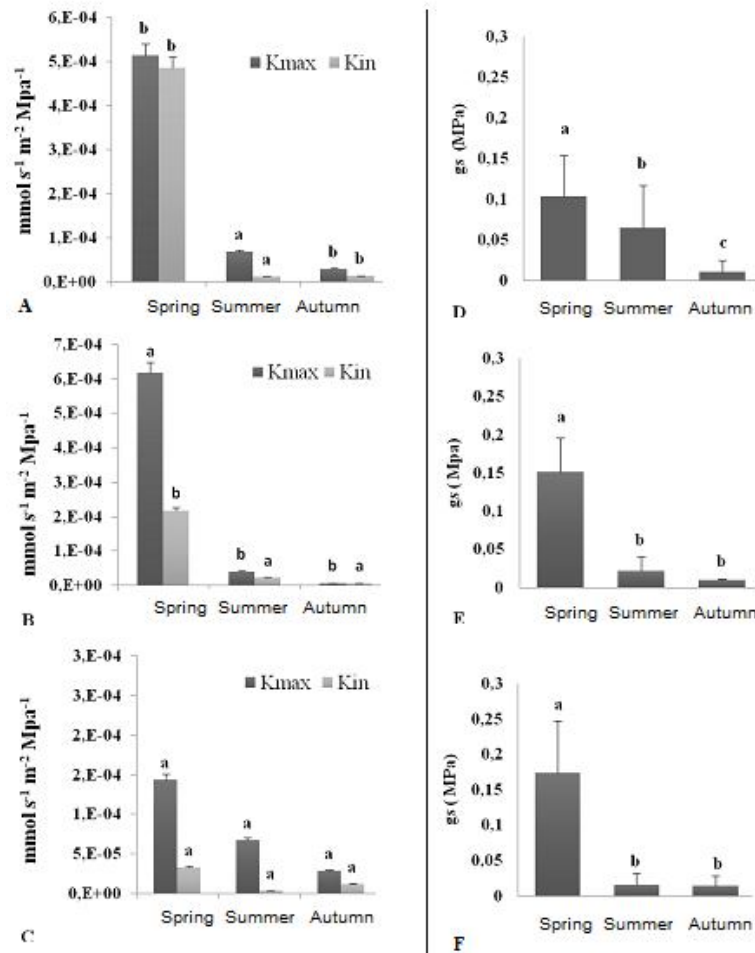 6,E-04
5,E-04
4,E-04
3,E-04
2,E-04
1,E-04
0,E+00
mmol s-1 m-2 Mpa-1
Kmax Kin
b b
a a
b b
Spring Summer Autumn
A
7,E-04
6,E-04
5,E-04
4,E-04
3,E-04
2,E-04
1,E-04
0,E+00
mmol s-1 m-2 Mpa-1
Kmax Kin
a b
b a
b a
Spring Summer Autumn
B
3,E-04
3,E-04
2,E-04
2,E-04
1,E-04
5,E-05
0,E+00
mmol s-1 m-2 Mpa-1
Kmax Kin
a a
a a
a a
Spring Summer Autumn
C
0,3
0,25
0,2
0,15
0,1
0,05
0
gs (MPa)
a b c
Spring Summer Autumn
D
0,3
0,25
0,2
0,15
0,1
0,05
0
gs ( Mpa)
a b b
Spring Summer Autumn
E
0,3
0,25
0,2
0,15
0,1
0,05
0
gs ( MPa)
a b b
Spring Summer Autumn
F